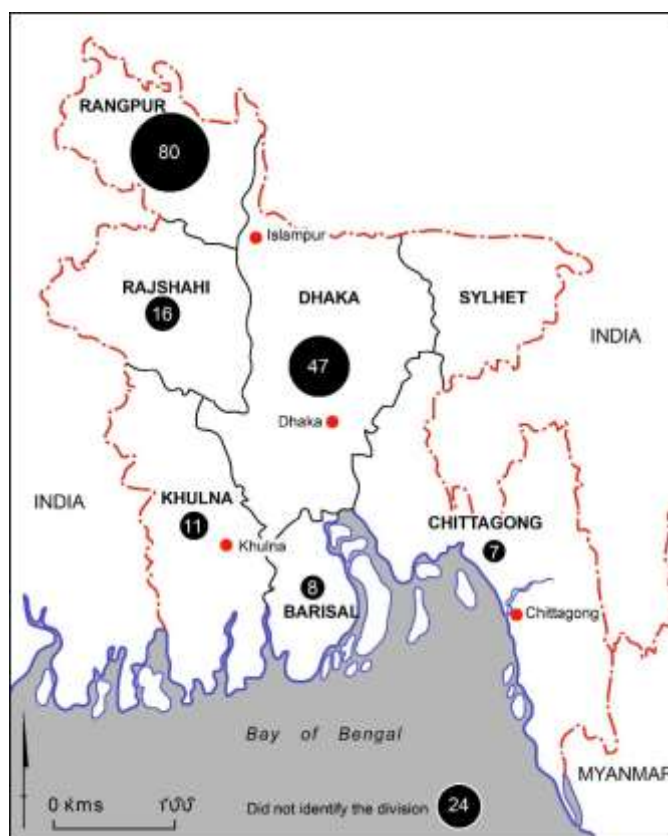 RANGPUR
80
Islampur
RAJSHAHI
16
DHAKA
SYLHET
INDIA
47
Dhaka
INDIA
KHULNA
11
Khulna
CHITTAGONG
7
8
BARISAL
Chittagong
Bay of Bengal
MYANMAR
0 Kms
Did not identify the division 24